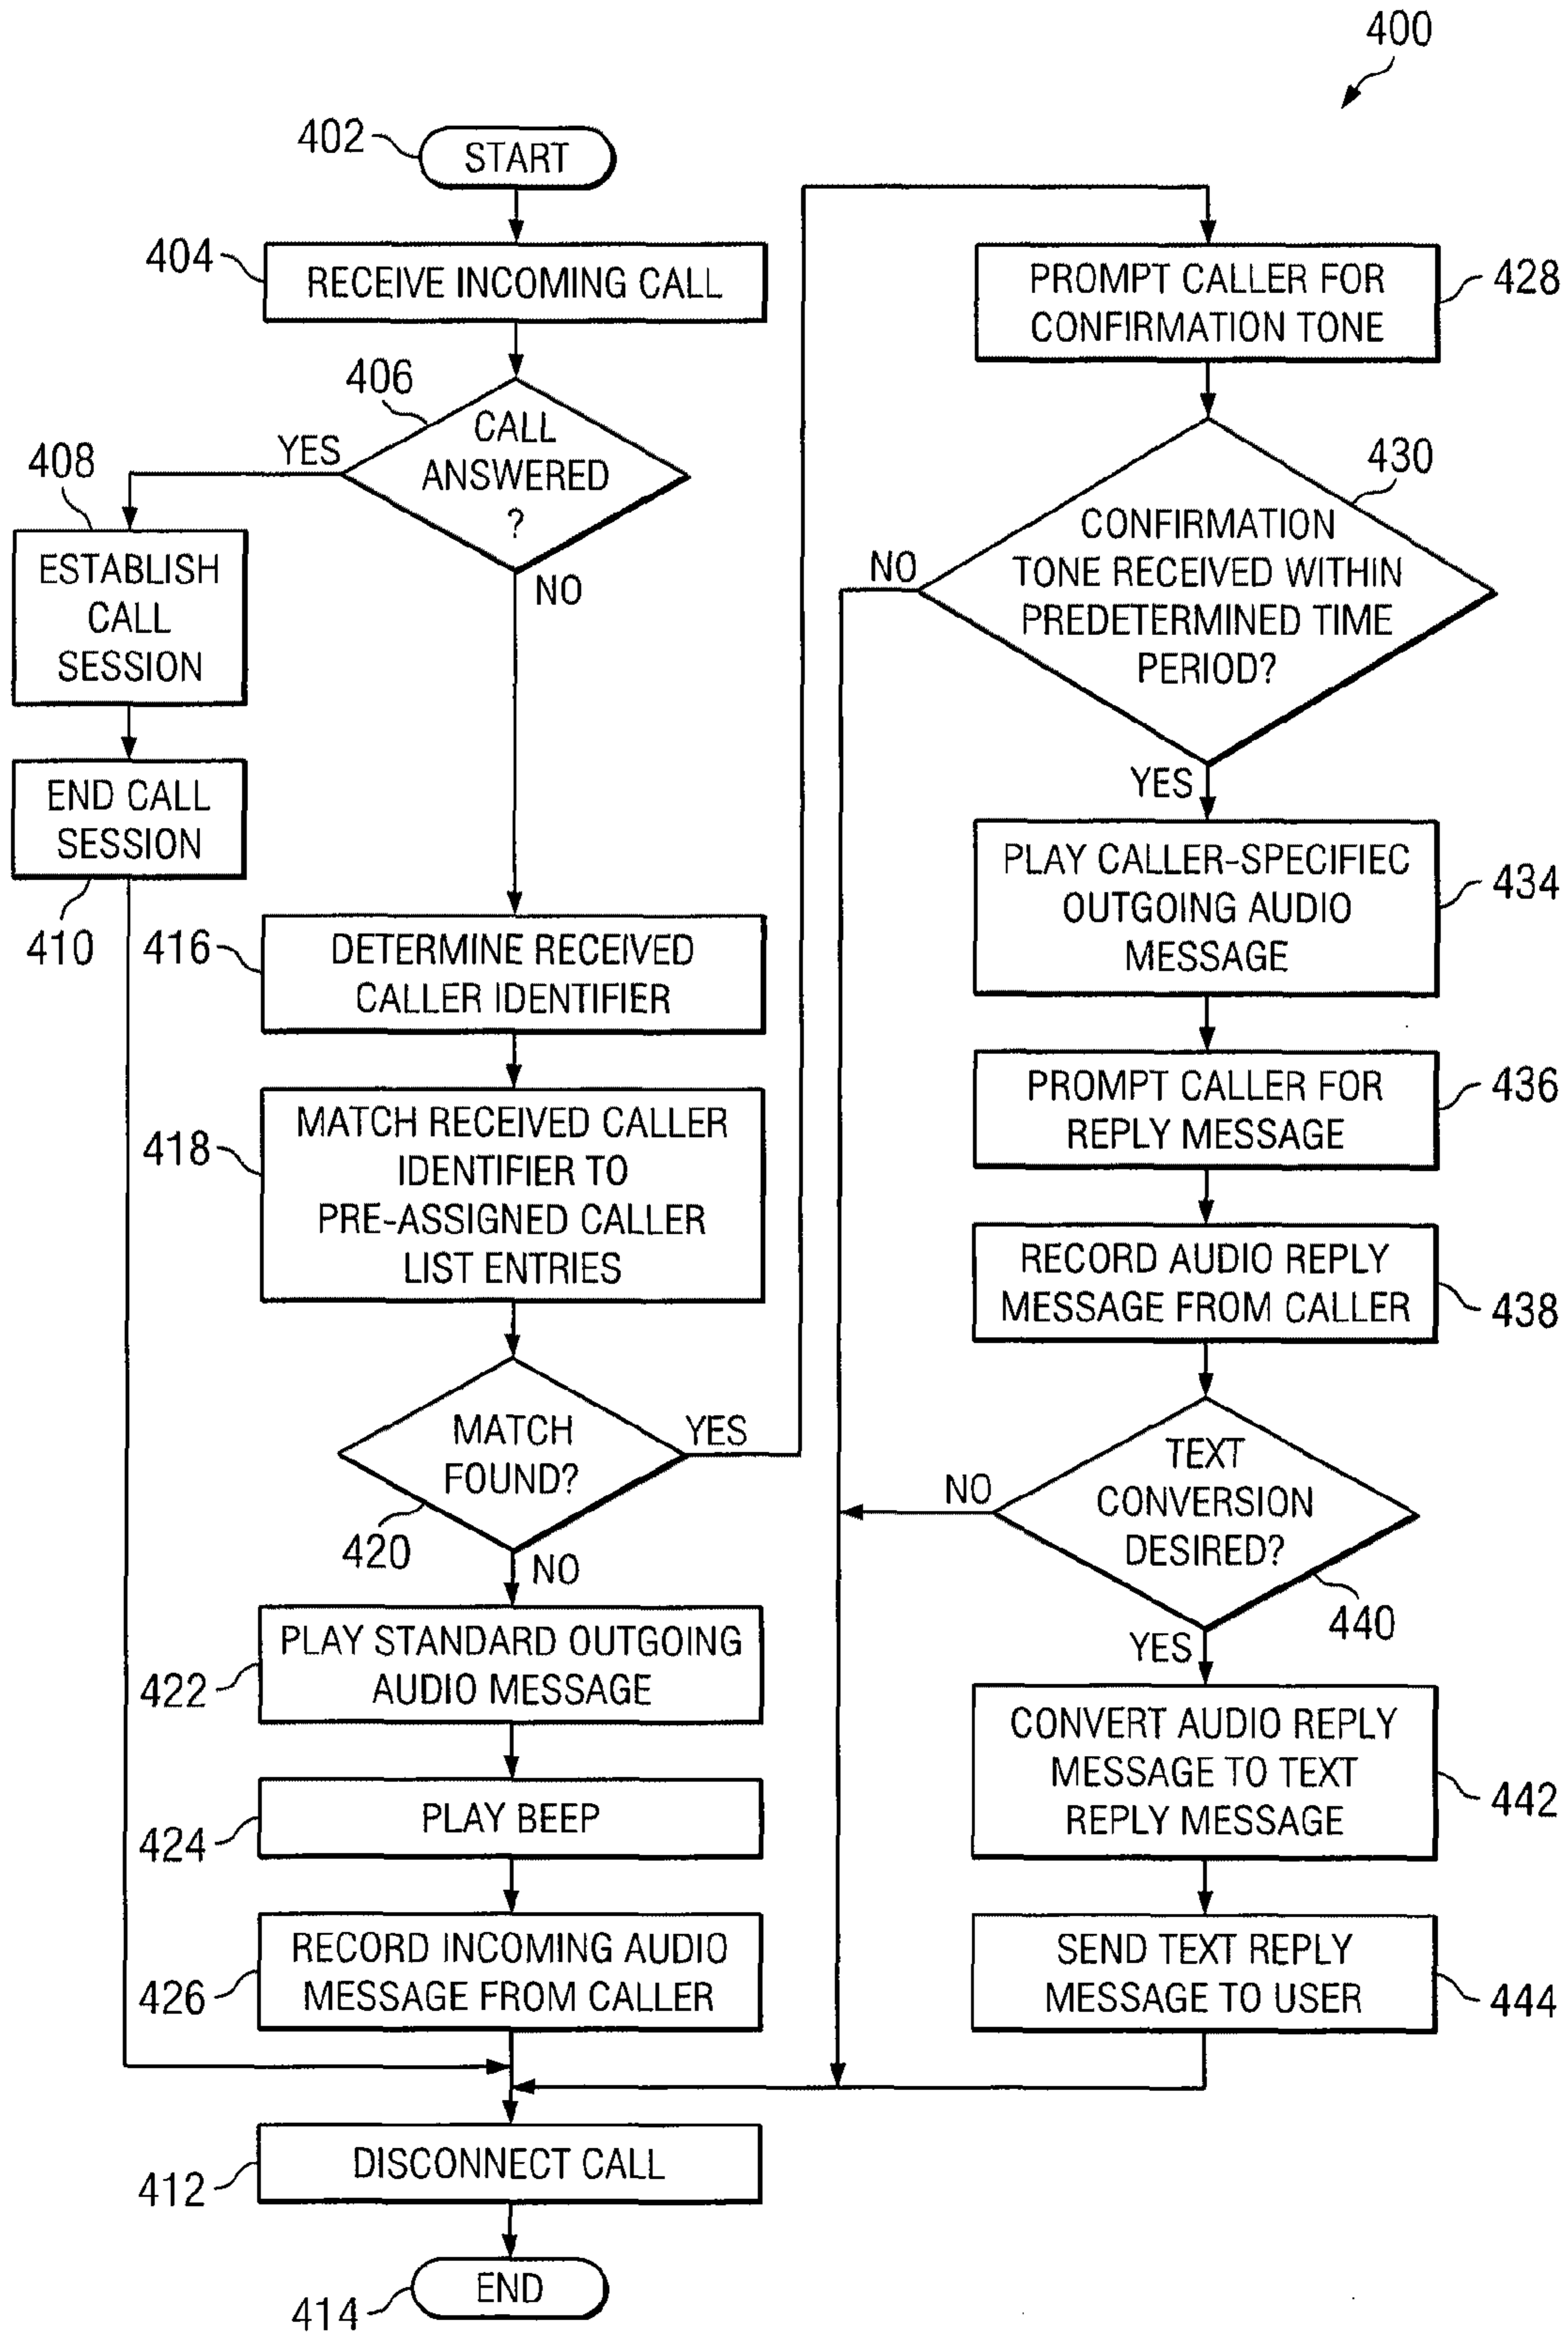 400
402
START
404
RECEIVE INCOMING CALL
406
CALL
ANSWERED
?
YES
NO
408
ESTABLISH
CALL
SESSION
END CALL
SESSION
410
416
DETERMINE RECEIVED
CALLER IDENTIFIER
418
MATCH RECEIVED CALLER
IDENTIFIER TO
PRE-ASSIGNED CALLER
LIST ENTRIES
MATCH
FOUND?
YES
420
NO
PLAY STANDARD OUTGOING
AUDIO MESSAGE
422
PLAY BEEP
424
RECORD INCOMING AUDIO
MESSAGE FROM CALLER
426
DISCONNECT CALL
412
END
414
PROMPT CALLER FOR
CONFIRMATION TONE
428
430
CONFIRMATION
TONE RECEIVED WITHIN
PREDETERMINED TIME
PERIOD?
NO
YES
PLAY CALLER-SPECIFIEC
OUTGOING AUDIO
MESSAGE
434
PROMPT CALLER FOR
REPLY MESSAGE
436
RECORD AUDIO REPLY
MESSAGE FROM CALLER
438
TEXT
CONVERSION
DESIRED?
NO
440
YES
CONVERT AUDIO REPLY
MESSAGE TO TEXT
REPLY MESSAGE
442
SEND TEXT REPLY
MESSAGE TO USER
444